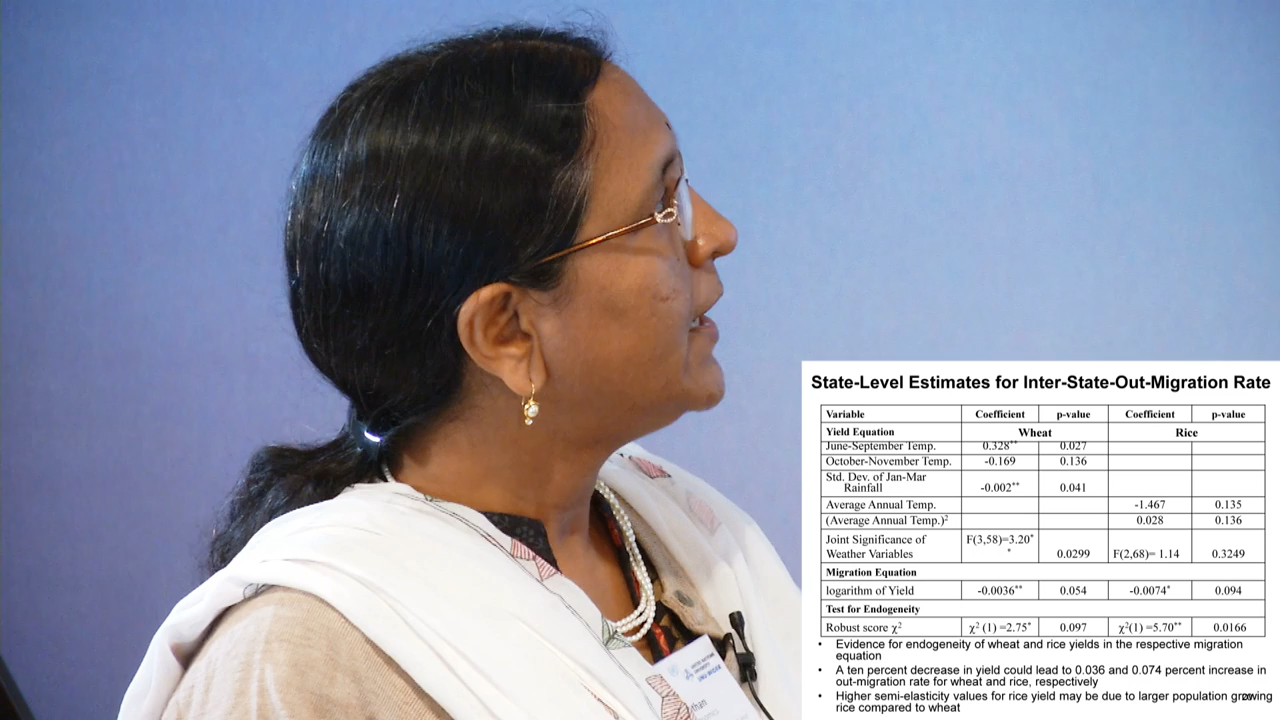 State-Level Estimates for Inter-State-Out-Migration Rate
Variable Coefficient p-value Coefficient p-value
Yield Equation Wheat Rice
June-September Temp. 0.328** 0.027
October-November Temp. -0.169 0.136
Std. Dev. of Jan-Mar
Rainfall -0.002** 0.041
Average Annual Temp. -1.467 0.135
(Average Annual Temp.)² 0.028 0.136
Joint Significance of F(3,58)=3.20*
Weather Variables * 0.0299 F(2,68)= 1.14 0.3249
Migration Equation
logarithm of Yield -0.0036** 0.054 -0.0074* 0.094
Test for Endogeneity
Robust score χ² χ² (1) =2.75* 0.097 χ²(1) =5.70** 0.0166
• Evidence for endogeneity of wheat and rice yields in the respective migration
equation
• A ten percent decrease in yield could lead to 0.036 and 0.074 percent increase in
out-migration rate for wheat and rice, respectively
• Higher semi-elasticity values for rice yield may be due to larger population growing
rice compared to wheat
UNITED NATIONS
UNIVERSITY
UNU-WIDER